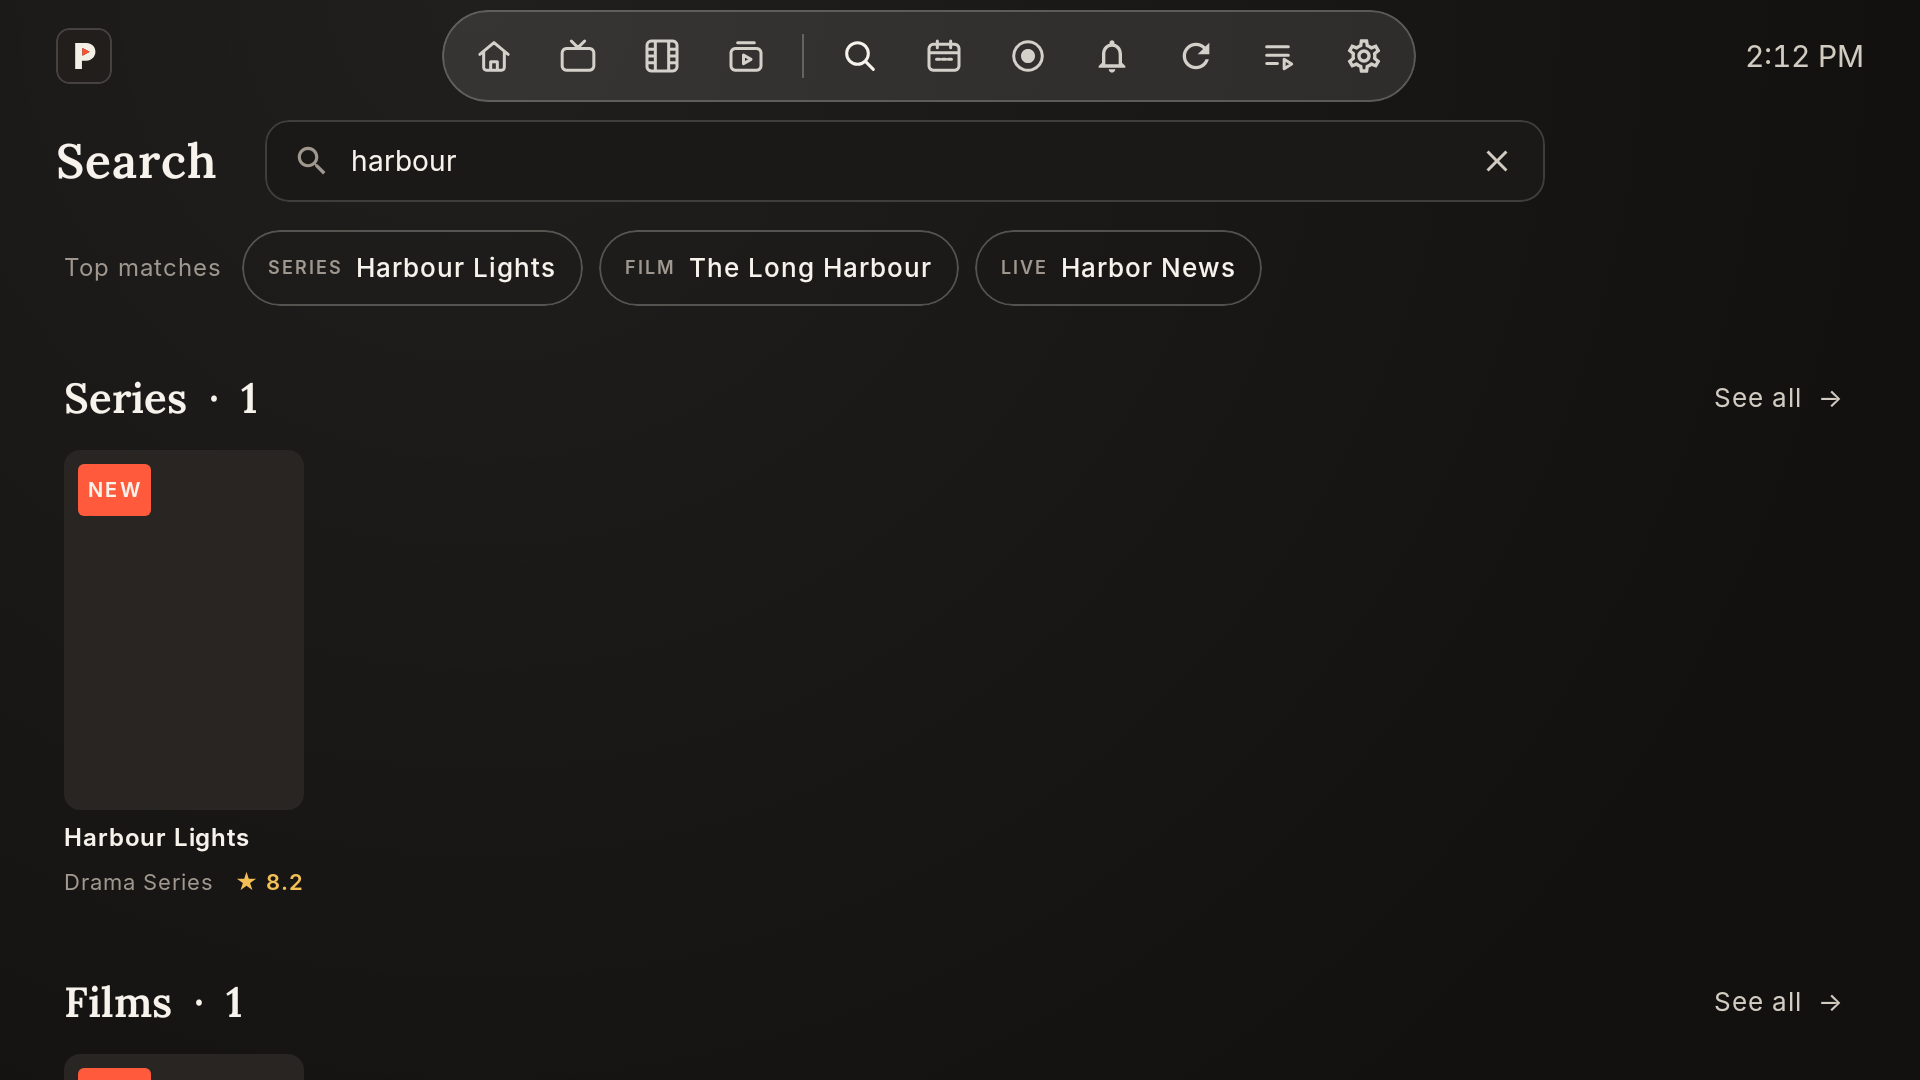 2:12 PM
Search
harbour
Top matches
SERIES Harbour Lights
FILM The Long Harbour
LIVE Harbor News
Series · 1
See all →
NEW
Harbour Lights
Drama Series ★ 8.2
Films · 1
See all →